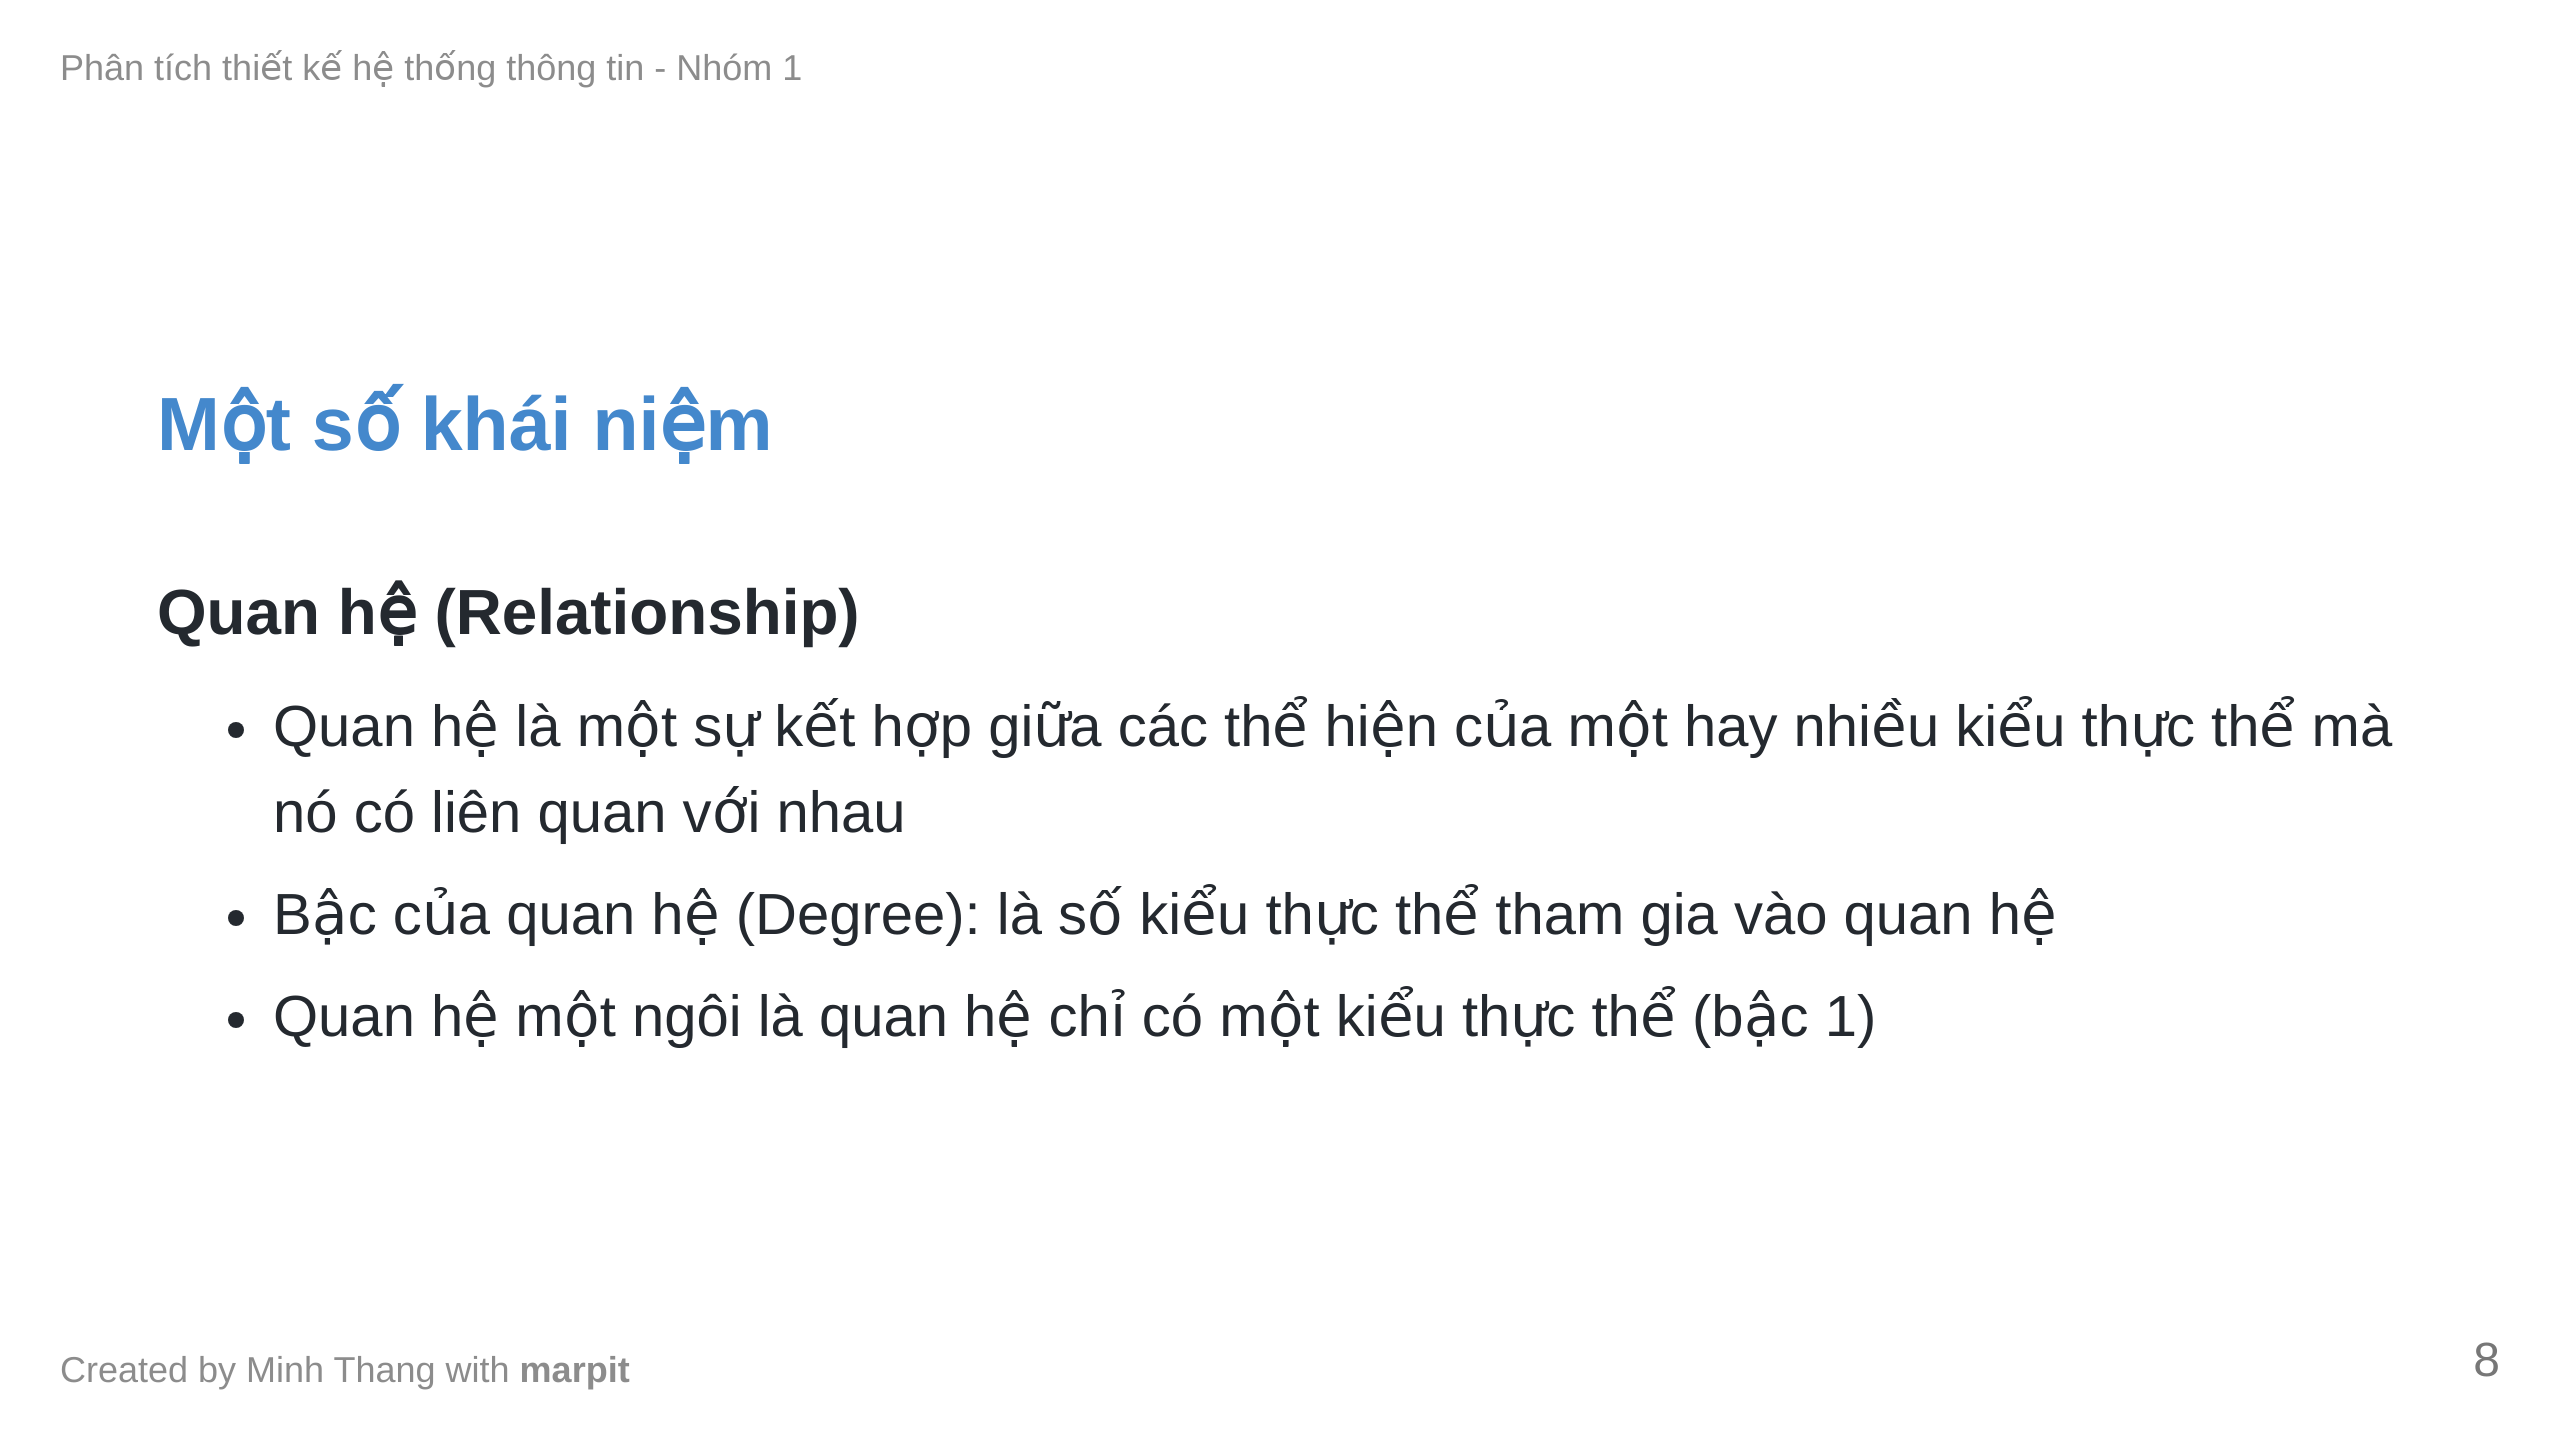 Phân tích thiết kế hệ thống thông tin - Nhóm 1
Một số khái niệm
Quan hệ (Relationship)
• Quan hệ là một sự kết hợp giữa các thể hiện của một hay nhiều kiểu thực thể mà
nó có liên quan với nhau
• Bậc của quan hệ (Degree): là số kiểu thực thể tham gia vào quan hệ
• Quan hệ một ngôi là quan hệ chỉ có một kiểu thực thể (bậc 1)
Created by Minh Thang with marpit
8